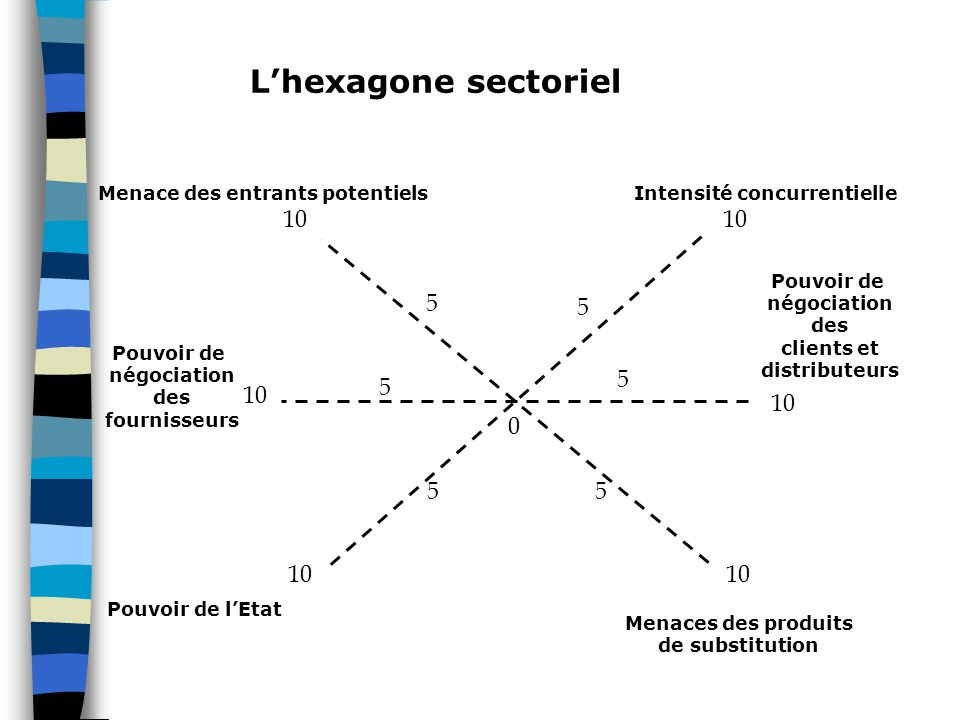 L’hexagone sectoriel
Menace des entrants potentiels
10
Intensité concurrentielle
10
5
5
Pouvoir de
négociation
des
clients et
distributeurs
10
5
Pouvoir de
négociation
des
fournisseurs
10
5
0
5
5
10
10
Pouvoir de l’Etat
Menaces des produits
de substitution